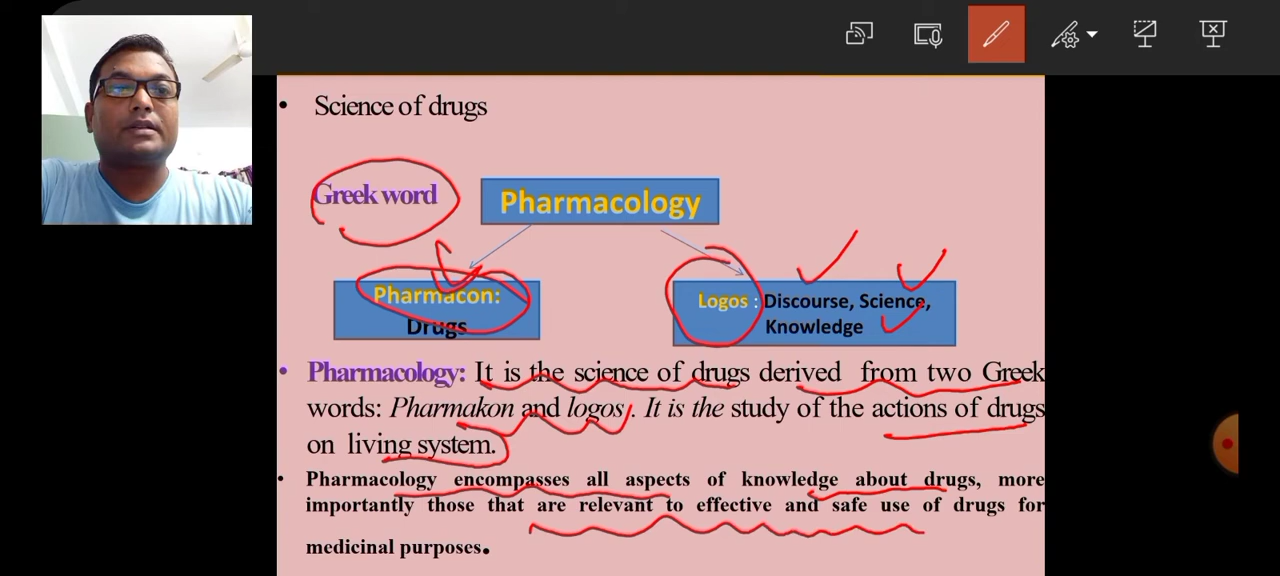 • Science of drugs
Greek word
Pharmacology
Pharmacon:
Drugs
Logos : Discourse, Science,
Knowledge
• Pharmacology: It is the science of drugs derived from two Greek
words: Pharmakon and logos. It is the study of the actions of drugs
on living system.
• Pharmacology encompasses all aspects of knowledge about drugs, more
importantly those that are relevant to effective and safe use of drugs for
medicinal purposes.